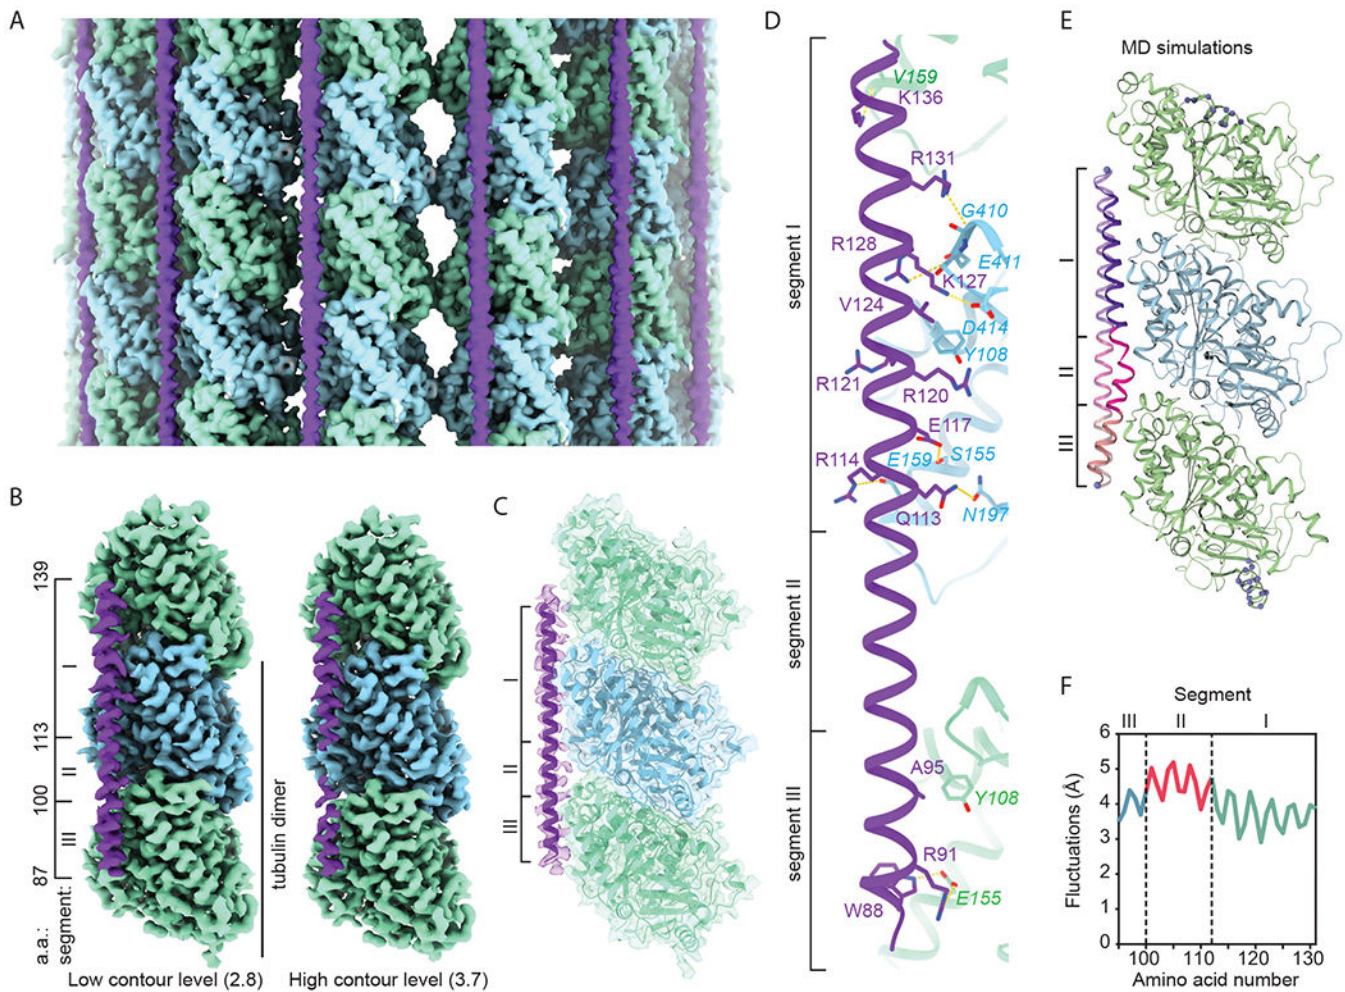 A
B
139
I
113
II
100
III
87
a.a.:
segment:
tubulin dimer
Low contour level (2.8)
High contour level (3.7)
C
I
II
III
D
segment I
segment II
segment III
V159
K136
R131
G410
R128
E411
K127
V124
D414
Y108
R121
R120
E117
R114
E159
S155
Q113
N197
A95
Y108
R91
W88
E155
E
MD simulations
I
II
III
F
Segment
III II I
Fluctuations (Å)
6
5
4
3
2
1
0
100 110 120 130
Amino acid number